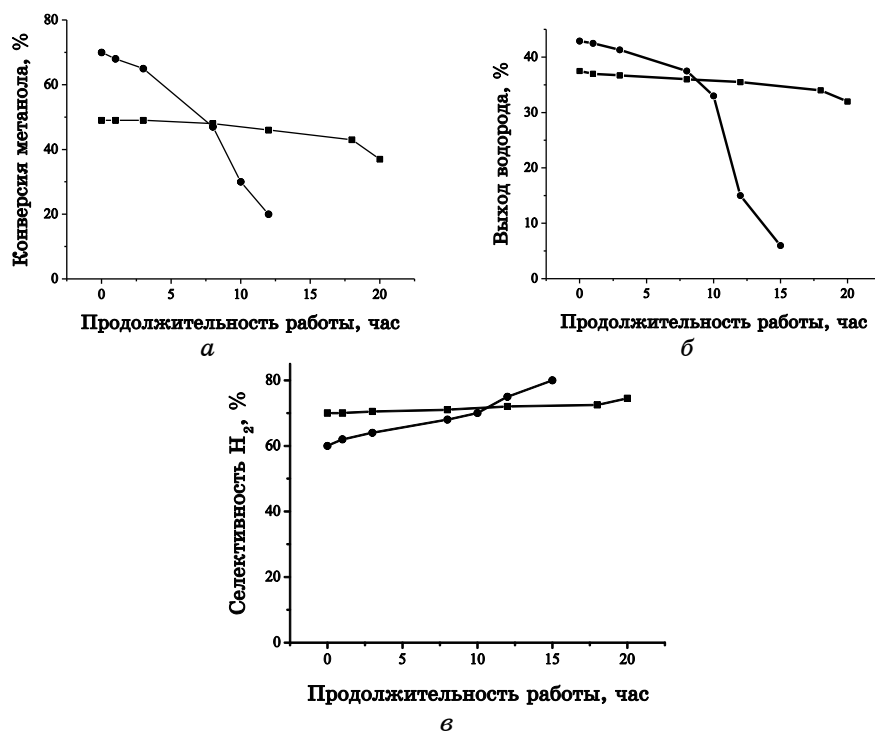 Конверсия метанола, %
80
60
40
20
0
0 5 10 15 20
Продолжительность работы, час
а
Выход водорода, %
40
30
20
10
0
0 5 10 15 20
Продолжительность работы, час
б
Селективность H2, %
80
60
40
20
0
0 5 10 15 20
Продолжительность работы, час
в